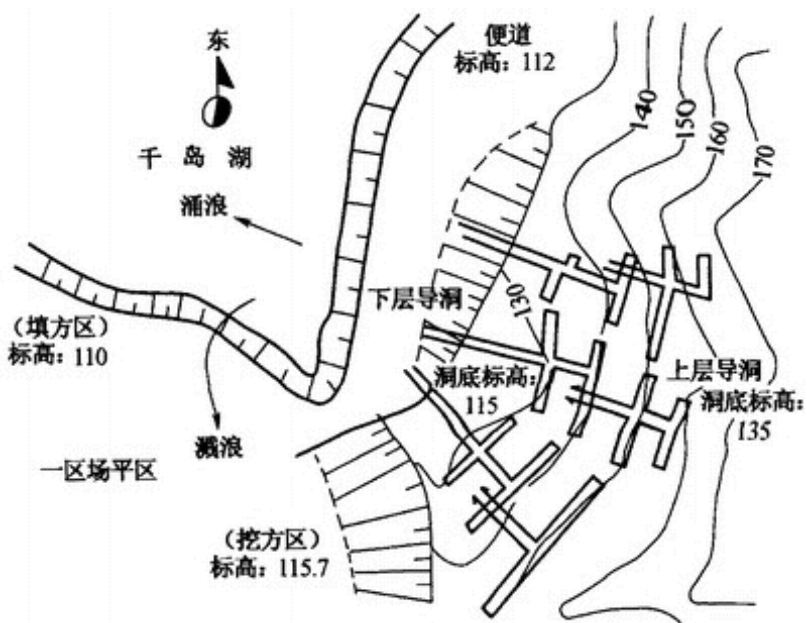 东
便道
标高：112
千岛湖
涌浪
140
150
160
170
（填方区）
标高：110
下层导洞
130
洞底标高：
115
上层导洞
洞底标高：
135
溅浪
一区场平区
（挖方区）
标高：115.7